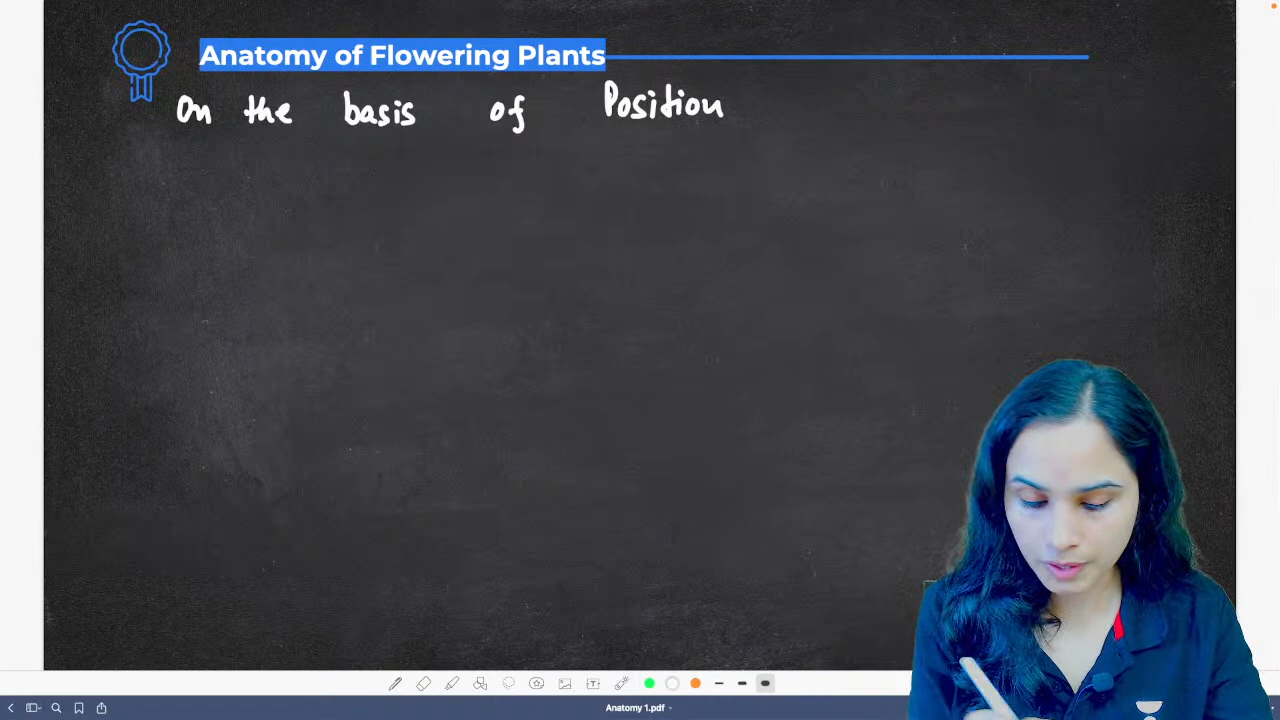 Anatomy of Flowering Plants
On the basis of Position
Anatomy 1.pdf